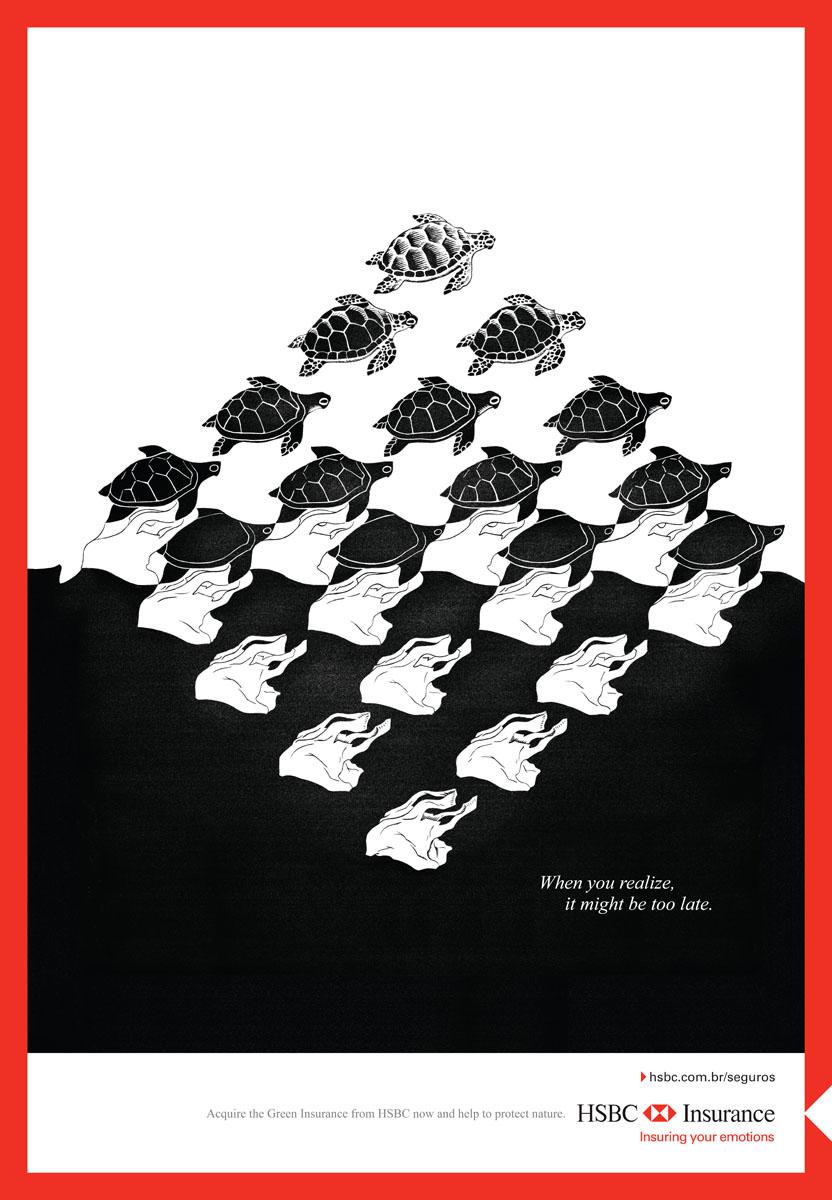 When you realize,
it might be too late.
hsbc.com.br/seguros
Acquire the Green Insurance from HSBC now and help to protect nature.
HSBC Insurance
Insuring your emotions